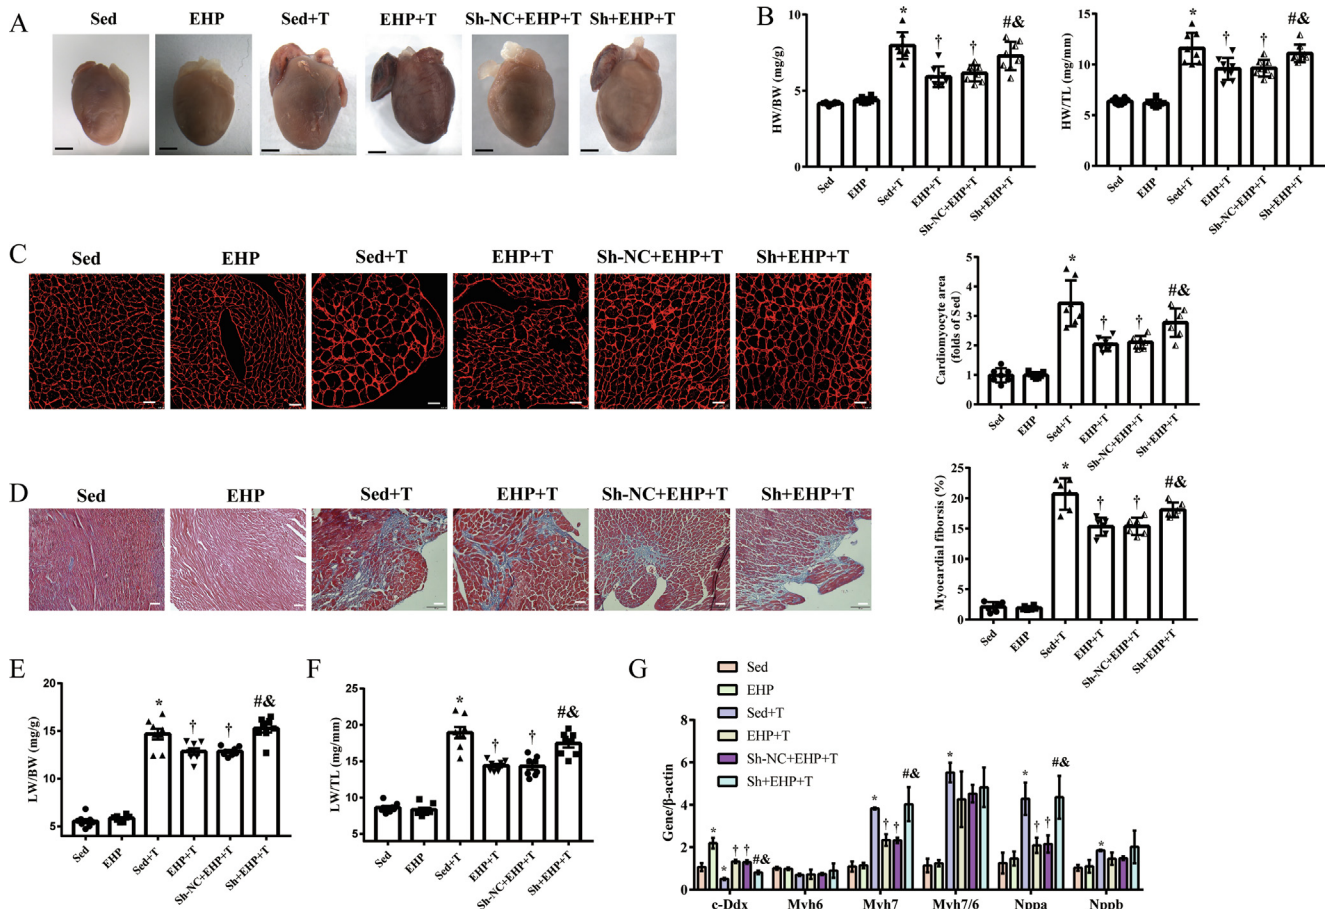 A
Sed
EHP
Sed+T
EHP+T
Sh-NC+EHP+T
Sh+EHP+T
B
HW/BW (mg/g)
10
5
0
*
†
†
#&
Sed
EHP
Sed+T
EHP+T
Sh-NC+EHP+T
Sh+EHP+T
HW/TL (mg/mm)
15
10
5
0
*
†
†
#&
Sed
EHP
Sed+T
EHP+T
Sh-NC+EHP+T
Sh+EHP+T
C
Sed
EHP
Sed+T
EHP+T
Sh-NC+EHP+T
Sh+EHP+T
Cardiomyocyte area
(folds of Sed)
5
4
3
2
1
0
*
†
†
#&
Sed
EHP
Sed+T
EHP+T
Sh-NC+EHP+T
Sh+EHP+T
D
Sed
EHP
Sed+T
EHP+T
Sh-NC+EHP+T
Sh+EHP+T
Myocardial fiborsis (%)
25
20
15
10
5
0
*
†
†
#&
Sed
EHP
Sed+T
EHP+T
Sh-NC+EHP+T
Sh+EHP+T
E
LW/BW (mg/g)
20
15
10
5
*
†
†
#&
Sed
EHP
Sed+T
EHP+T
Sh-NC+EHP+T
Sh+EHP+T
F
LW/TL (mg/mm)
25
20
15
10
5
*
†
†
#&
Sed
EHP
Sed+T
EHP+T
Sh-NC+EHP+T
Sh+EHP+T
G
Sed
EHP
Sed+T
EHP+T
Sh-NC+EHP+T
Sh+EHP+T
Gene/β-actin
8
6
4
2
0
*
*
†
†
#&
*
†
†
#&
*
*
†
†
#&
*
c-Ddx
Myh6
Myh7
Myh7/6
Nppa
Nppb